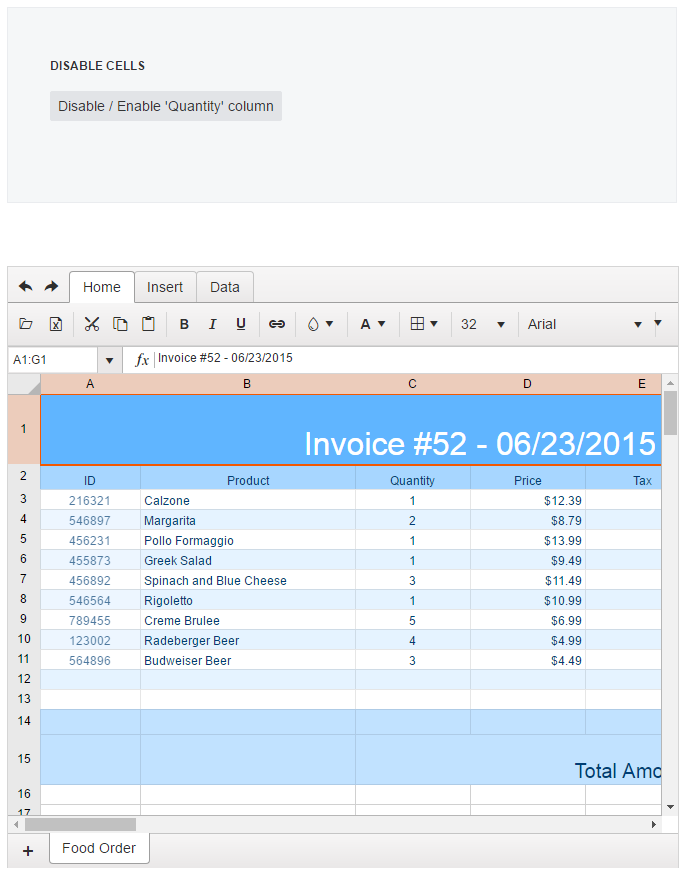 DISABLE CELLS
Disable / Enable 'Quantity' column
Home Insert Data
B I U A 32 Arial
A1:G1 fx Invoice #52 - 06/23/2015
A B C D E
1 Invoice #52 - 06/23/2015
2 ID Product Quantity Price Tax
3 216321 Calzone 1 $12.39
4 546897 Margarita 2 $8.79
5 456231 Pollo Formaggio 1 $13.99
6 455873 Greek Salad 1 $9.49
7 456892 Spinach and Blue Cheese 3 $11.49
8 546564 Rigoletto 1 $10.99
9 789455 Creme Brulee 5 $6.99
10 123002 Radeberger Beer 4 $4.99
11 564896 Budweiser Beer 3 $4.49
12
13
14
15 Total Amo
16
17
+ Food Order